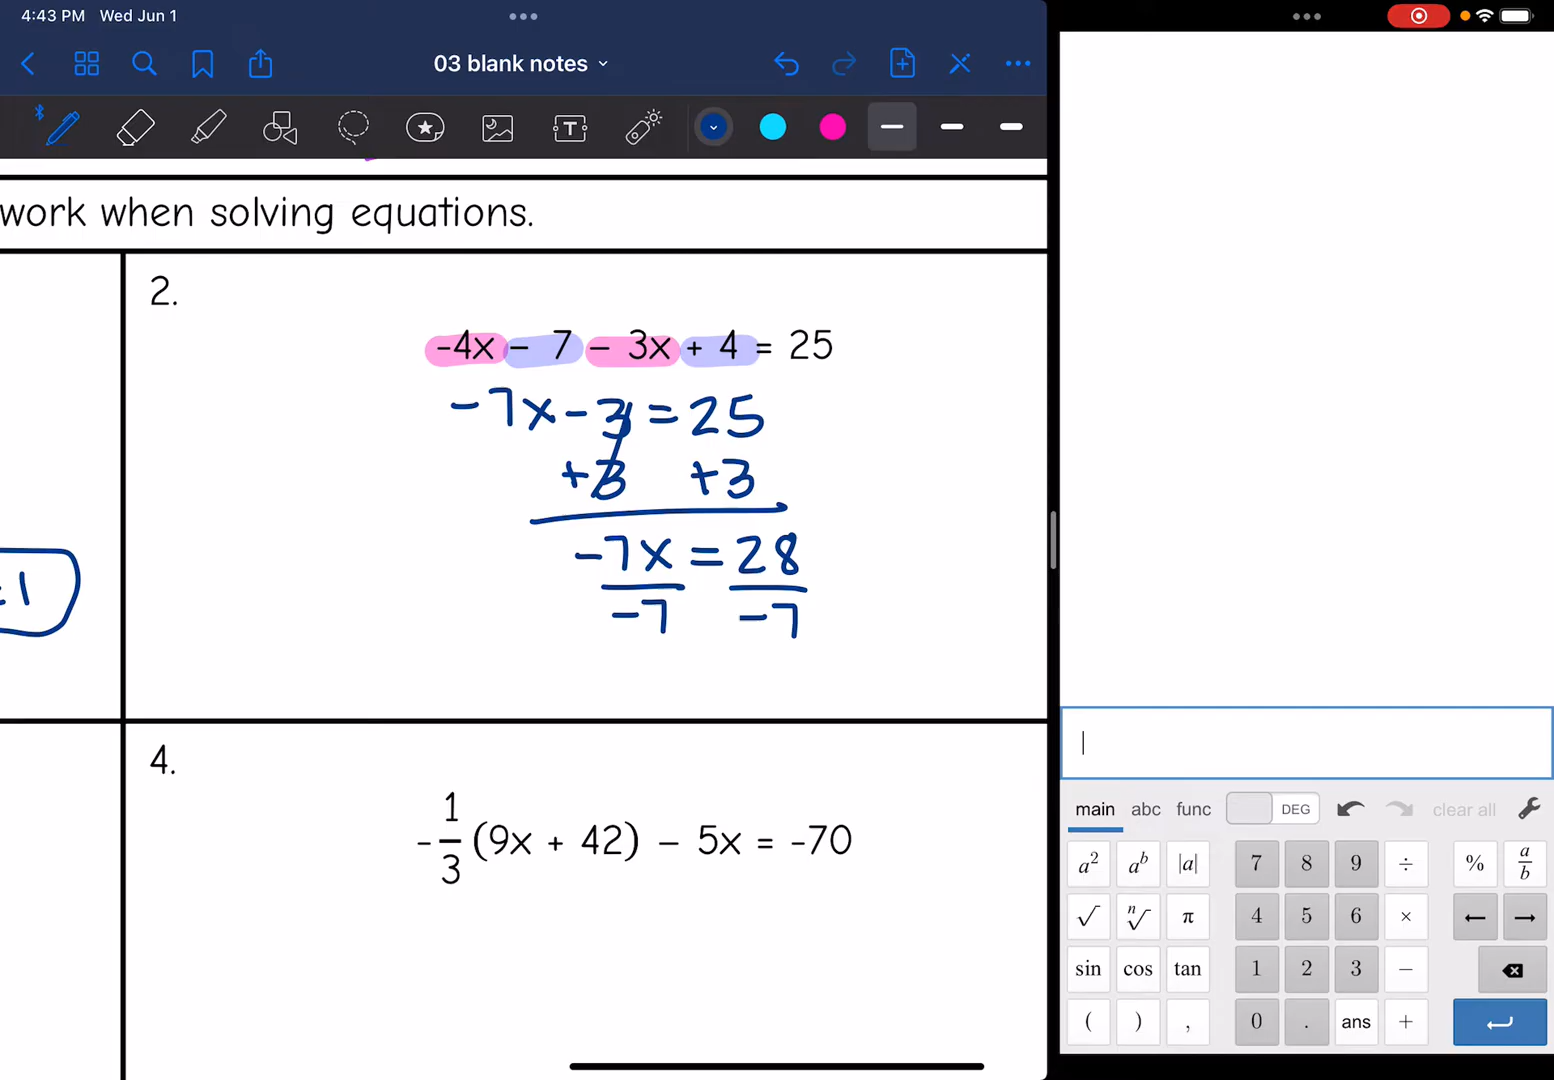 4:43 PM Wed Jun 1
03 blank notes
work when solving equations.
2.
-4x - 7 - 3x + 4 = 25
-7x - 3 = 25
+3 +3
-7x = 28
-7 -7
1
4.
-1/3(9x + 42) - 5x = -70
main abc func DEG clear all
a² aᵇ |a| 7 8 9 ÷ % a/b
√ ⁿ√ π 4 5 6 × ← →
sin cos tan 1 2 3 −
( ) , 0 . ans +